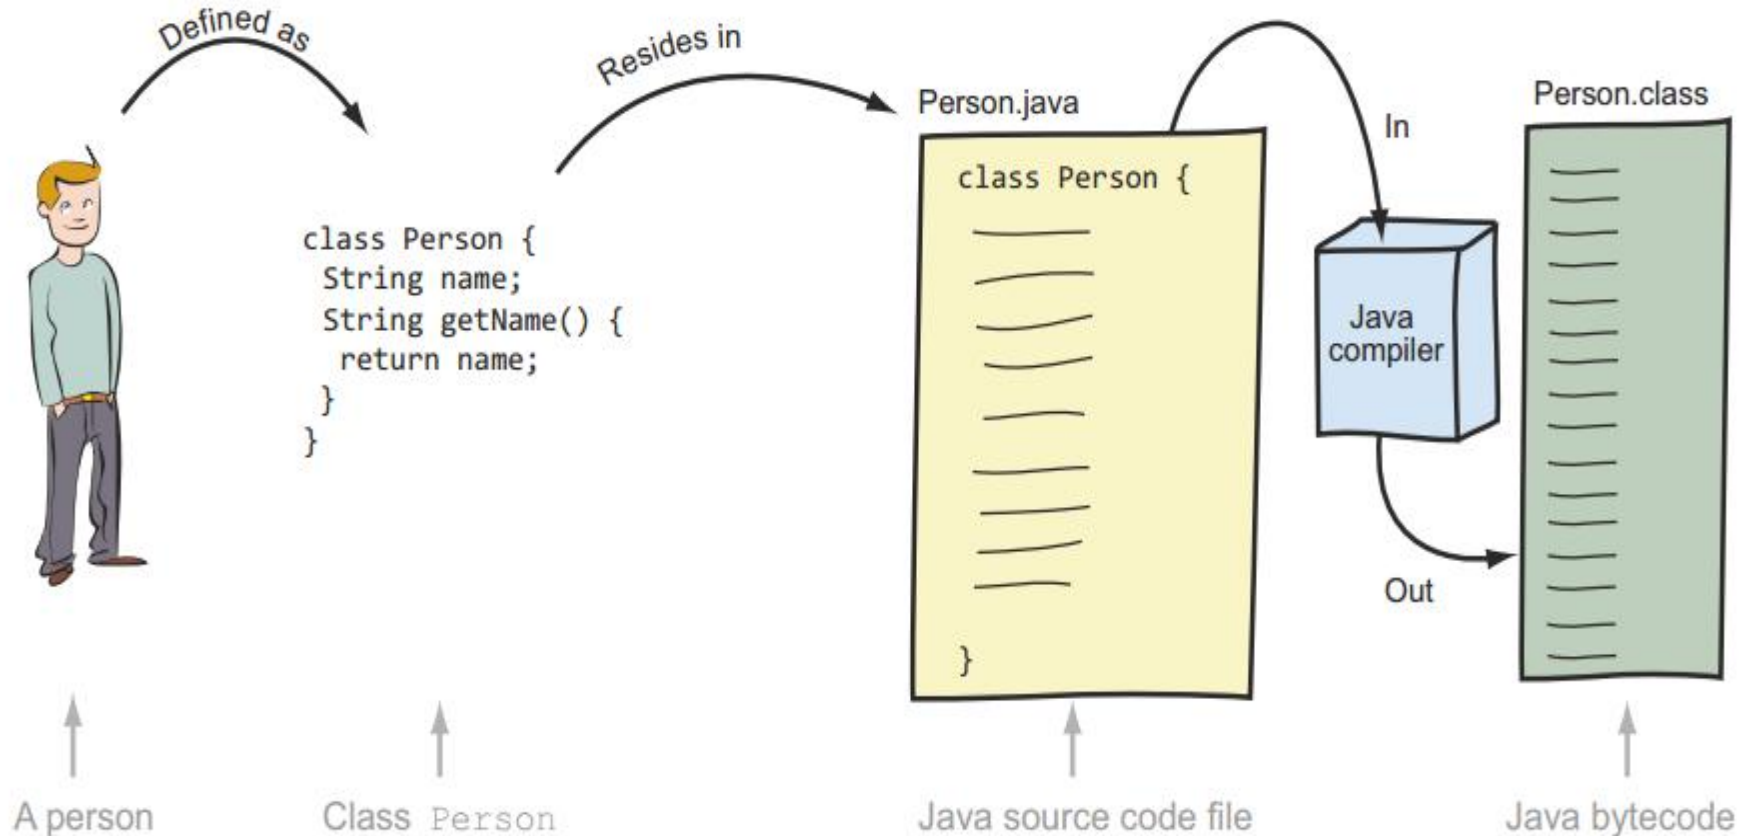 Defined as
Resides in
class Person {
String name;
String getName() {
return name;
}
}
Person.java
class Person {
}
In
Java
compiler
Out
Person.class
A person
Class Person
Java source code file
Java bytecode